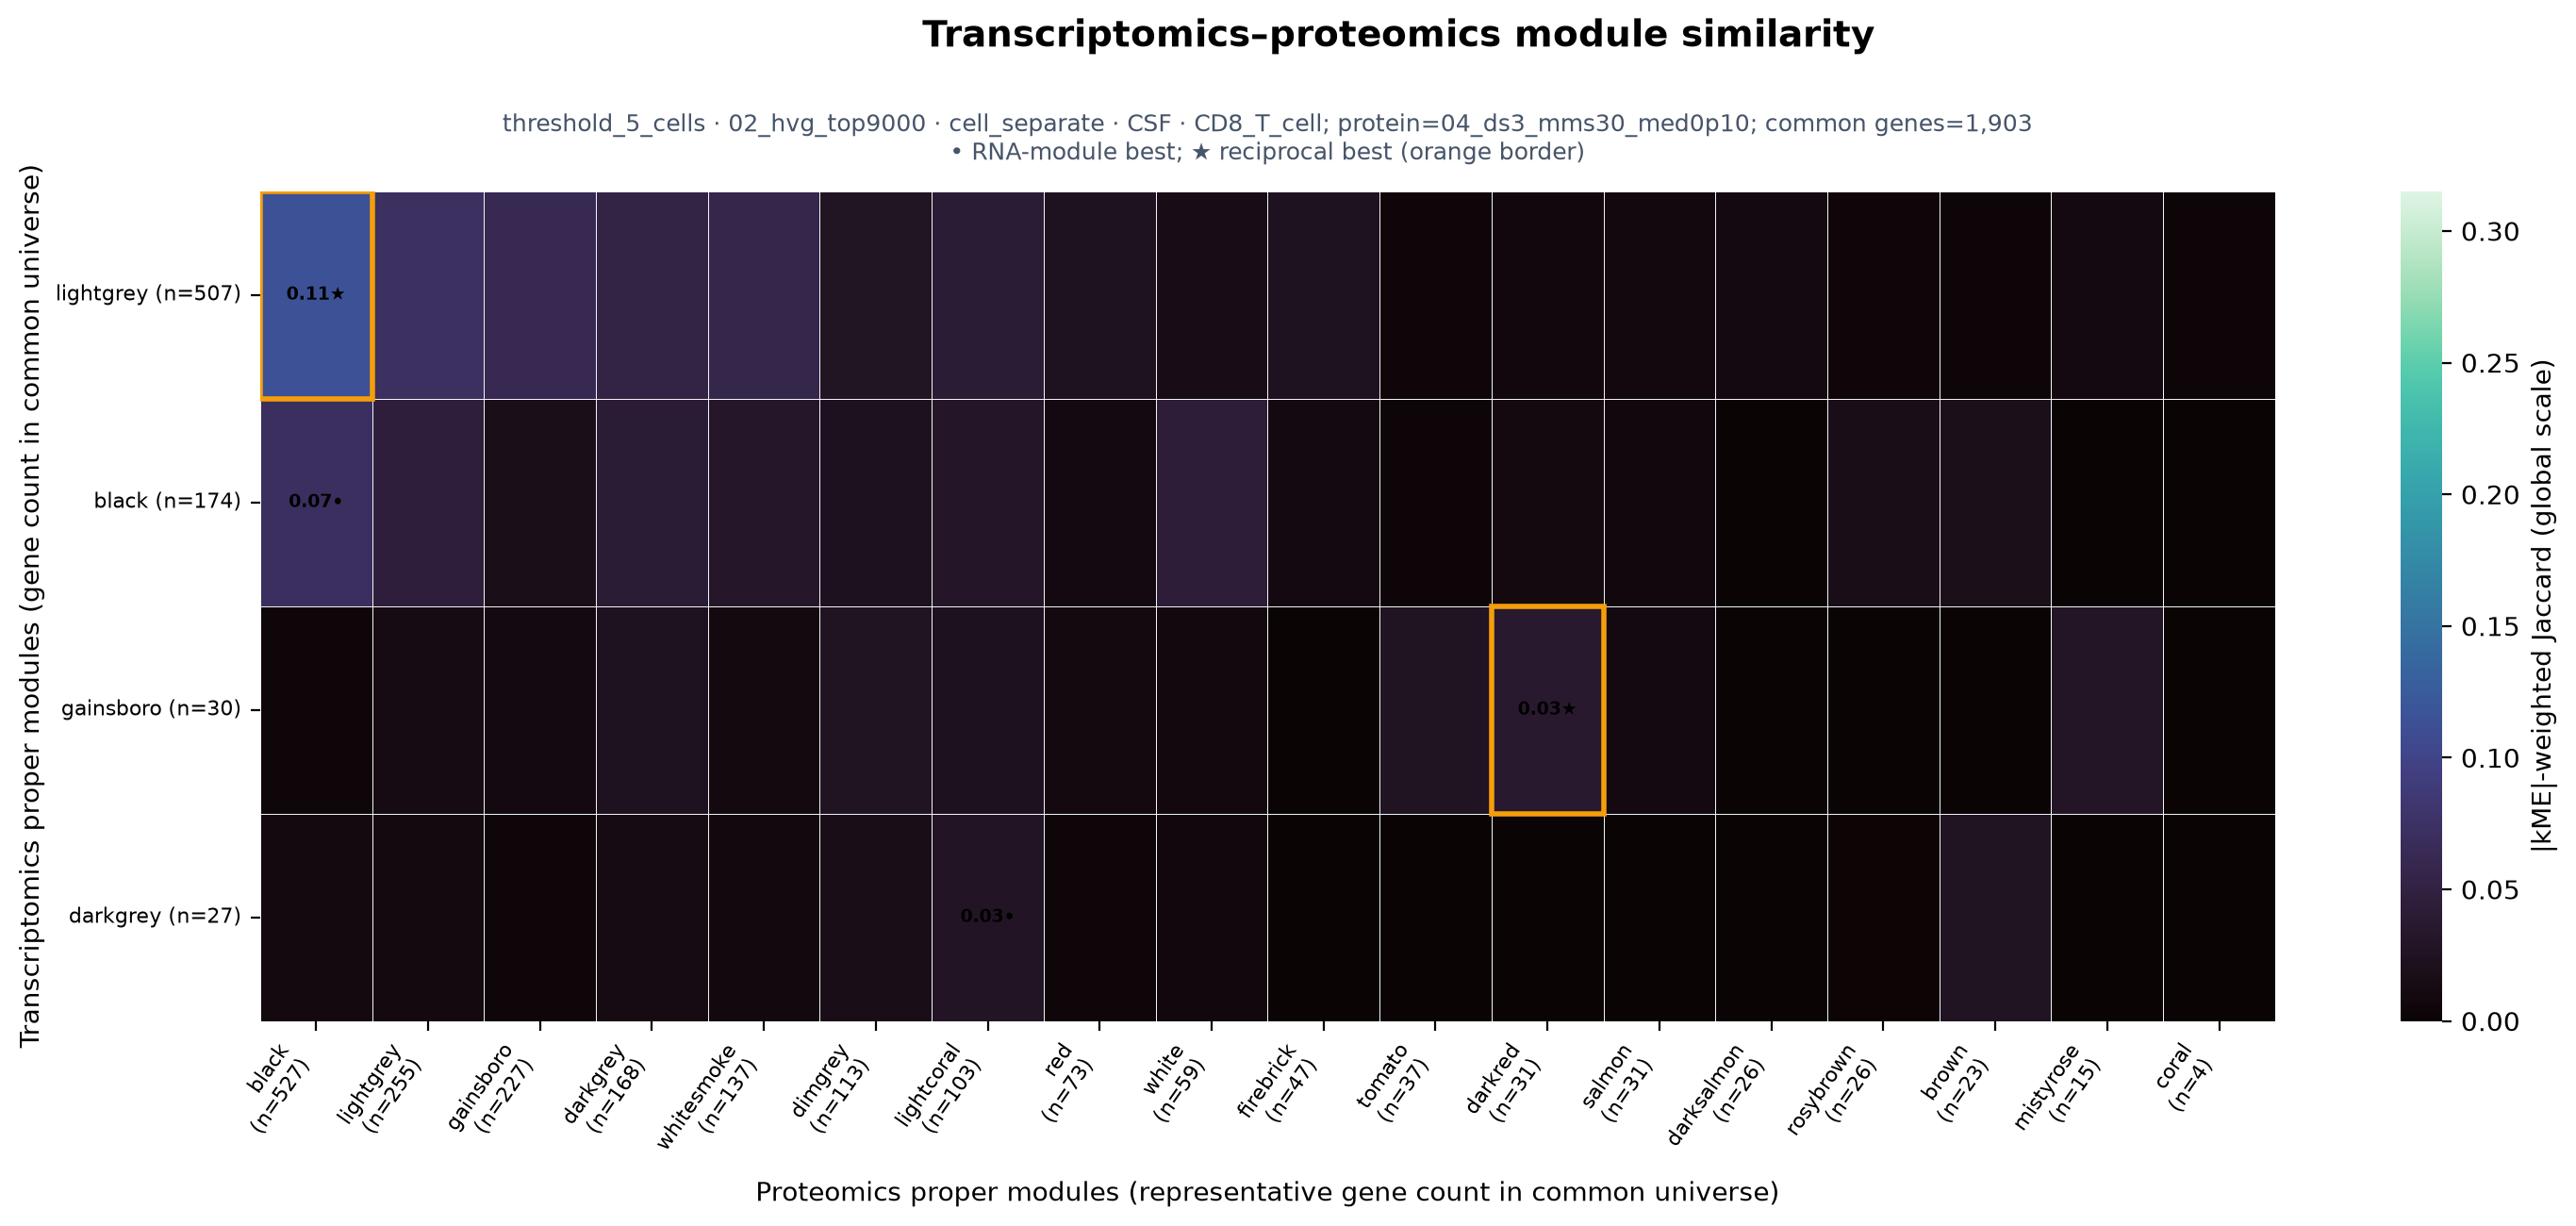 Transcriptomics–proteomics module similarity
threshold_5_cells · 02_hvg_top9000 · cell_separate · CSF · CD8_T_cell; protein=04_ds3_mms30_med0p10; common genes=1,903
• RNA-module best; ★ reciprocal best (orange border)
Transcriptomics proper modules (gene count in common universe)
lightgrey (n=507)
black (n=174)
gainsboro (n=30)
darkgrey (n=27)
0.11★
0.07•
0.03★
0.03•
black
(n=527)
lightgrey
(n=255)
gainsboro
(n=227)
darkgrey
(n=168)
whitesmoke
(n=137)
dimgrey
(n=113)
lightcoral
(n=103)
red
(n=73)
white
(n=59)
firebrick
(n=47)
tomato
(n=37)
darkred
(n=31)
salmon
(n=31)
darksalmon
(n=26)
rosybrown
(n=26)
brown
(n=23)
mistyrose
(n=15)
coral
(n=4)
Proteomics proper modules (representative gene count in common universe)
0.30
0.25
0.20
0.15
0.10
0.05
0.00
|kME|-weighted Jaccard (global scale)